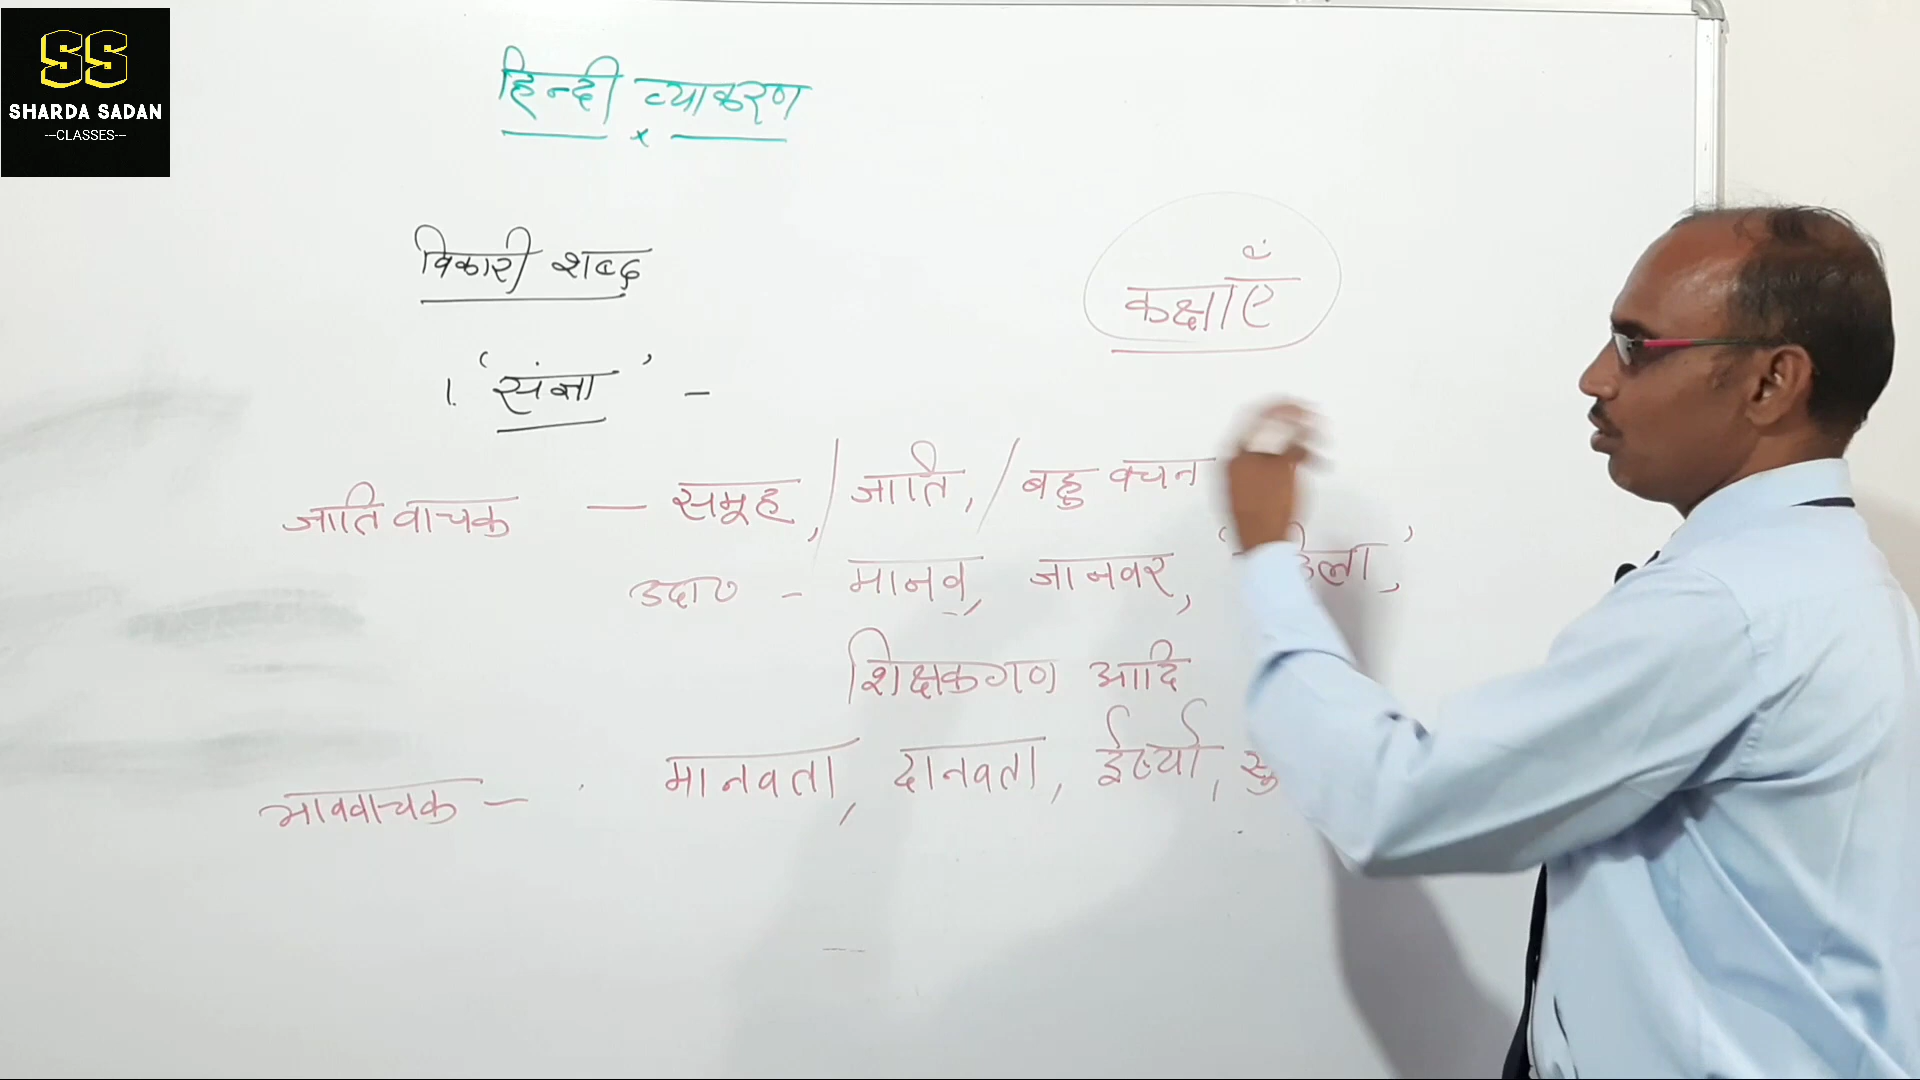 SS
SHARDA SADAN
--CLASSES--
हिन्दी व्याकरण
x
विकारी शब्द
कक्षाएँ
1. 'संज्ञा' -
जातिवाचक - समूह, / जाति, / बहु वचन
उदा० - मानव, जानवर,
शिक्षकगण आदि
भाववाचक - मानवता, दानवता, ईर्ष्या,